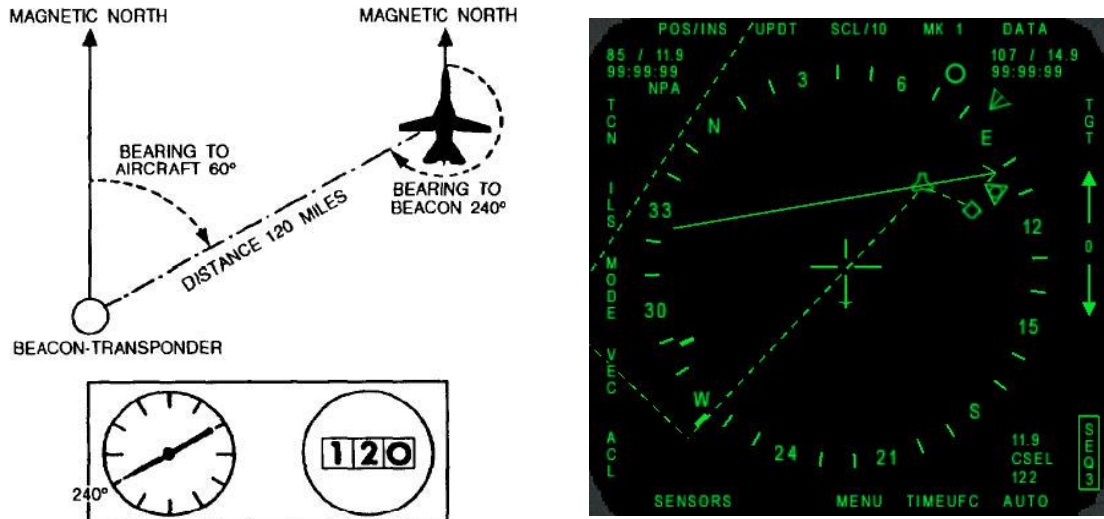 MAGNETIC NORTH
MAGNETIC NORTH
BEARING TO
AIRCRAFT 60º
DISTANCE 120 MILES
BEARING TO
BEACON 240º
BEACON-TRANSPONDER
240º
120
POS/INS UPDT SCL/10 MK 1 DATA
85 / 11.9
99:99:99
NPA
107 / 14.9
99:99:99
TCN
ILS
MODE
VEC
ACL
TGT
0
N
3
6
E
12
15
S
21
24
W
30
33
11.9
CSEL
122
SEQ3
SENSORS MENU TIMEUFC AUTO